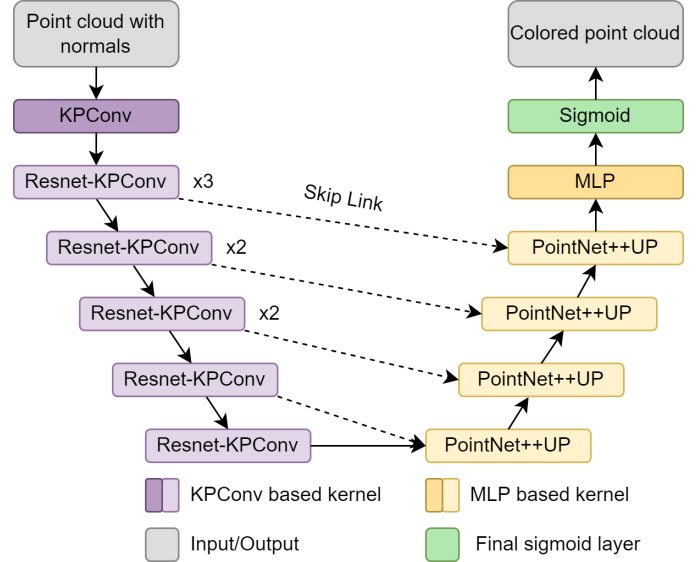 Point cloud with
normals
KPConv
Resnet-KPConv
x3
Resnet-KPConv
x2
Resnet-KPConv
x2
Resnet-KPConv
Resnet-KPConv
Skip Link
Colored point cloud
Sigmoid
MLP
PointNet++UP
PointNet++UP
PointNet++UP
PointNet++UP
KPConv based kernel
MLP based kernel
Input/Output
Final sigmoid layer